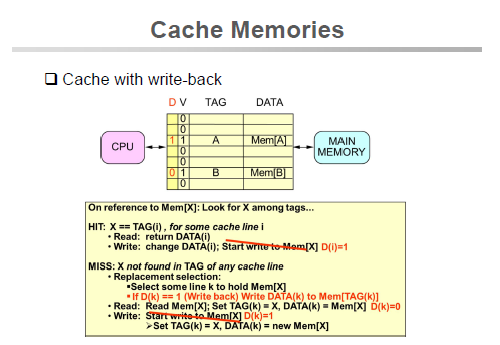 Cache Memories
❑ Cache with write-back
D V TAG DATA
0
0
1 1 A Mem[A]
0
0
0 1 B Mem[B]
0
CPU
MAIN
MEMORY
On reference to Mem[X]: Look for X among tags...
HIT: X == TAG(i) , for some cache line i
• Read: return DATA(i)
• Write: change DATA(i); Start write to Mem[X] D(i)=1
MISS: X not found in TAG of any cache line
• Replacement selection:
▪Select some line k to hold Mem[X]
▪If D(k) == 1 (Write back) Write DATA(k) to Mem[TAG(k)]
• Read: Read Mem[X]; Set TAG(k) = X, DATA(k) = Mem[X] D(k)=0
• Write: Start write to Mem[X] D(k)=1
➢Set TAG(k) = X, DATA(k) = new Mem[X]